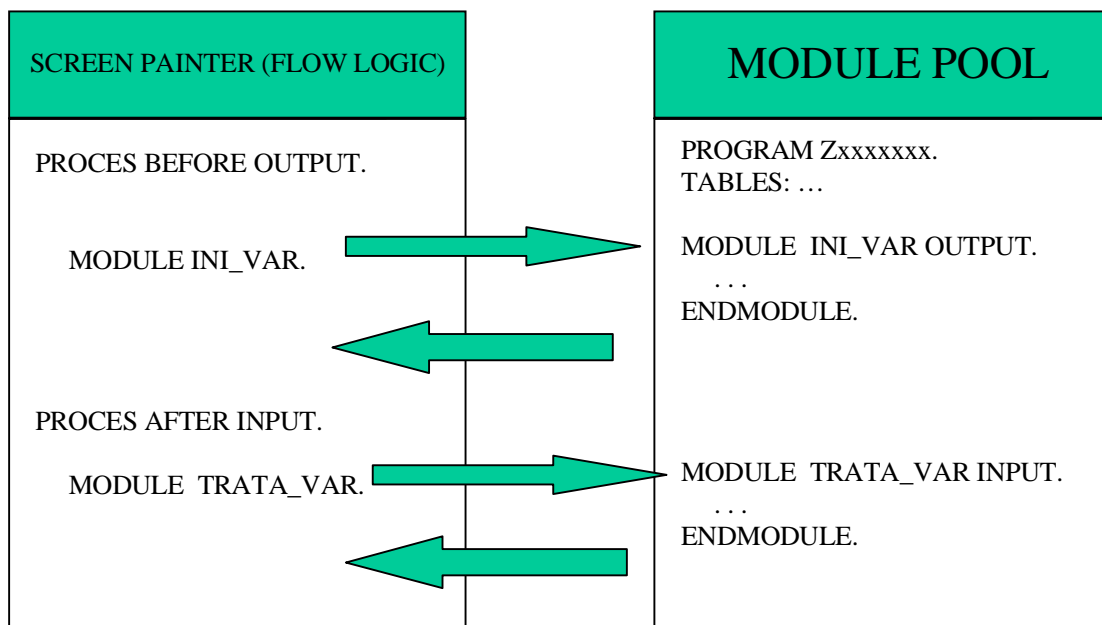 SCREEN PAINTER (FLOW LOGIC)
PROCES BEFORE OUTPUT.
MODULE INI_VAR.
PROCES AFTER INPUT.
MODULE TRATA_VAR.
MODULE POOL
PROGRAM Zxxxxxxx.
TABLES: …
MODULE INI_VAR OUTPUT.
. . .
ENDMODULE.
MODULE TRATA_VAR INPUT.
. . .
ENDMODULE.